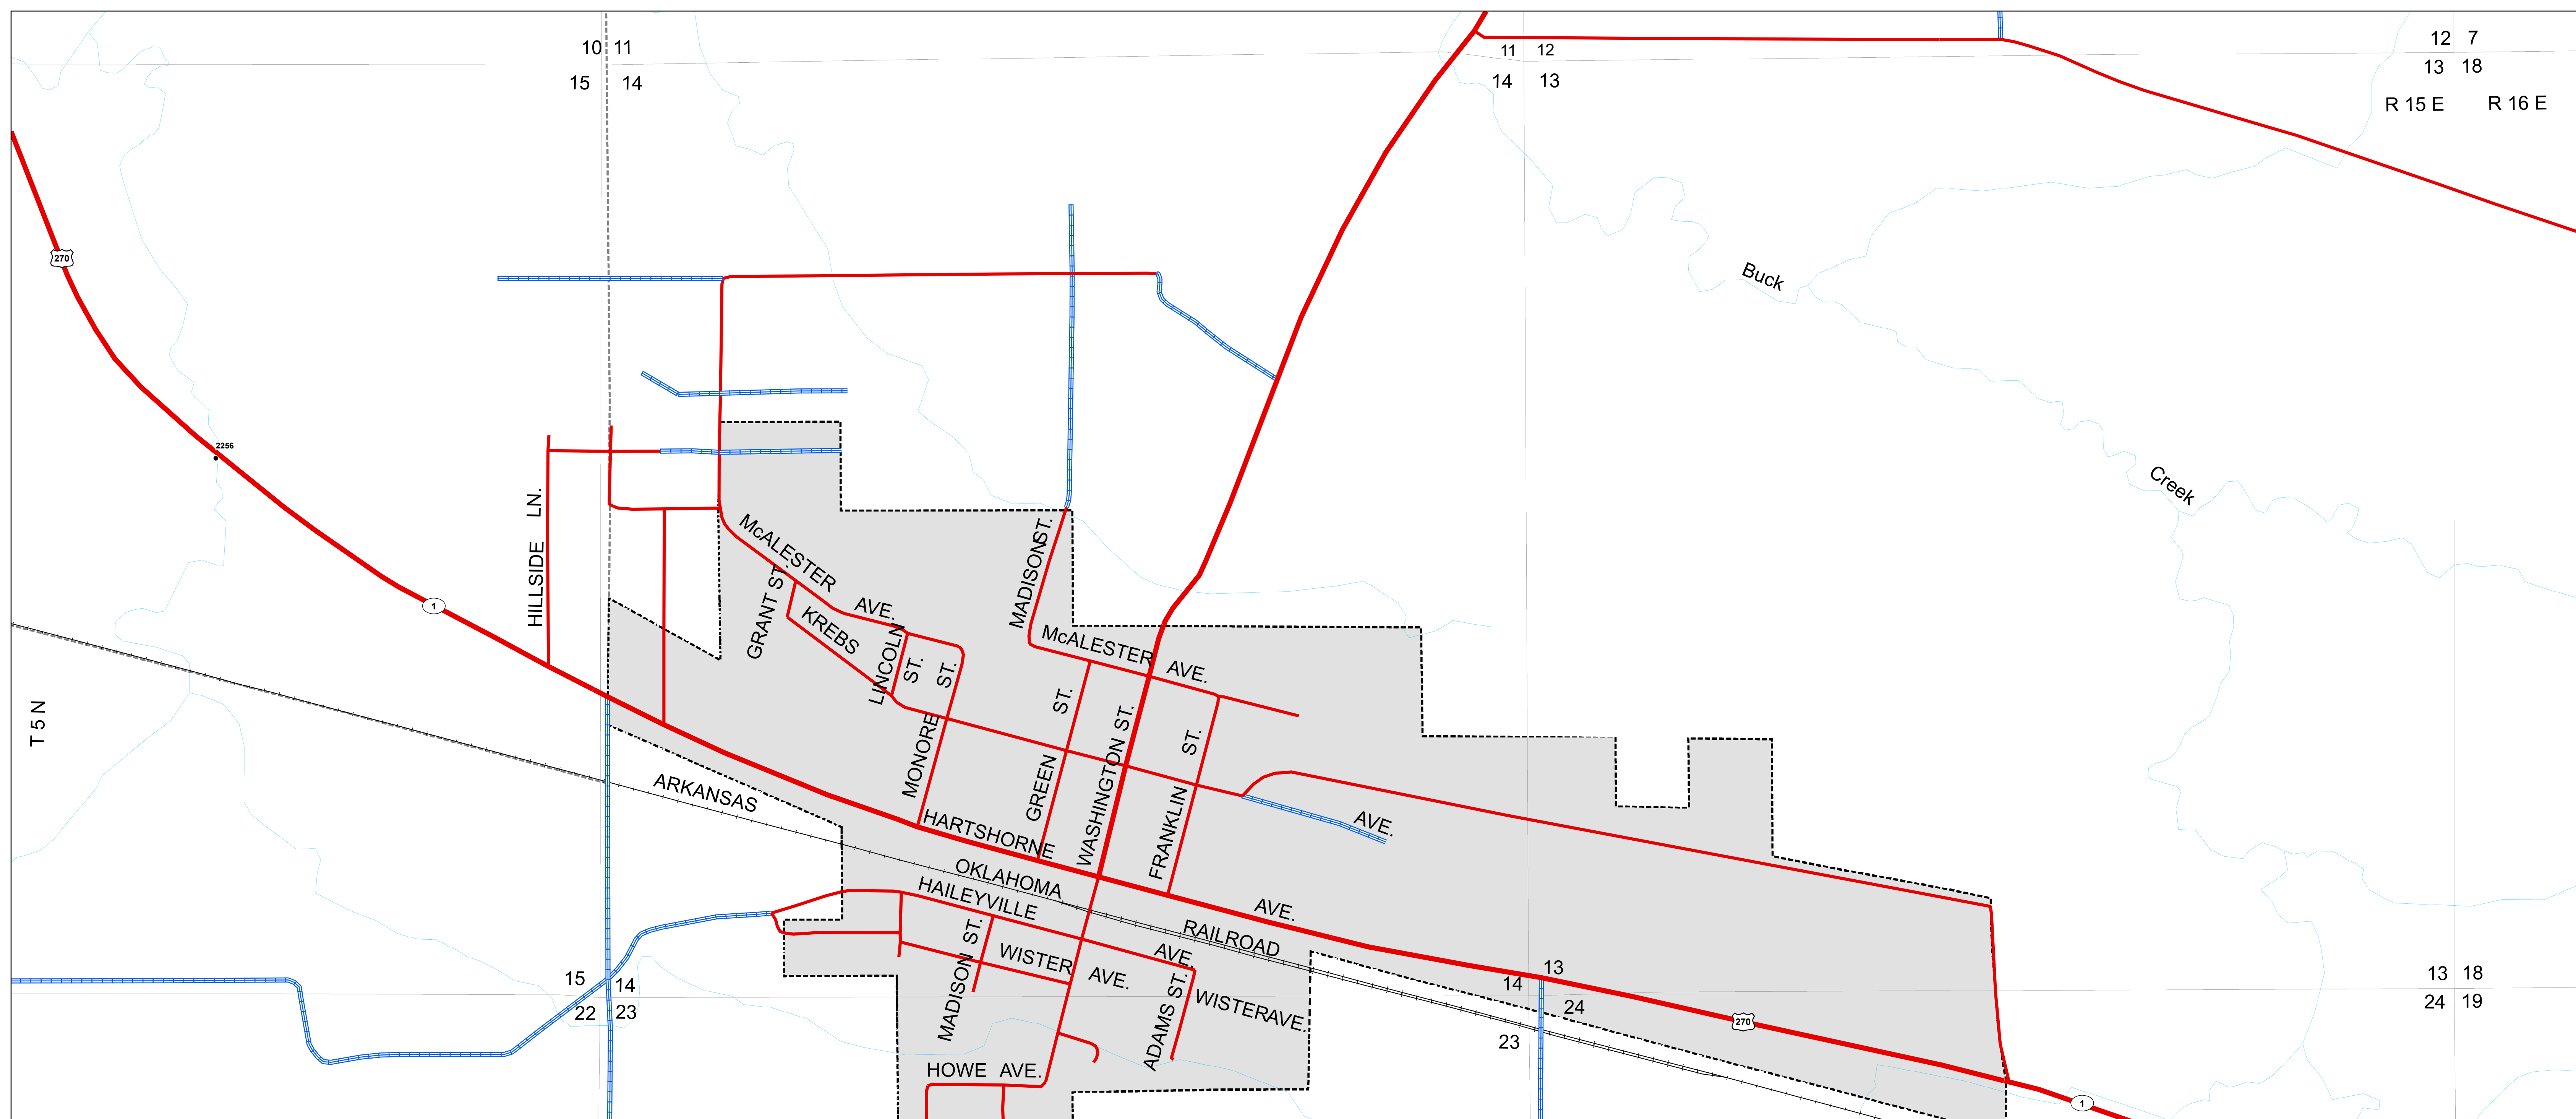 10 11
15 14
11 12
14 13
12 7
13 18
R 15 E R 16 E
270
Buck
2256
Creek
HILLSIDE LN.
1
McALESTER AVE.
MADISON ST.
GRANT ST.
KREBS
LINCOLN ST.
McALESTER AVE.
T 5 N
MONORE ST.
GREEN ST.
WASHINGTON ST.
FRANKLIN ST.
AVE.
ARKANSAS
HARTSHORNE AVE.
OKLAHOMA
RAILROAD
HAILEYVILLE AVE.
MADISON ST.
WISTER AVE.
ADAMS ST.
WISTER AVE.
15 14
22 23
14 13
23 24
13 18
24 19
270
HOWE AVE.
1